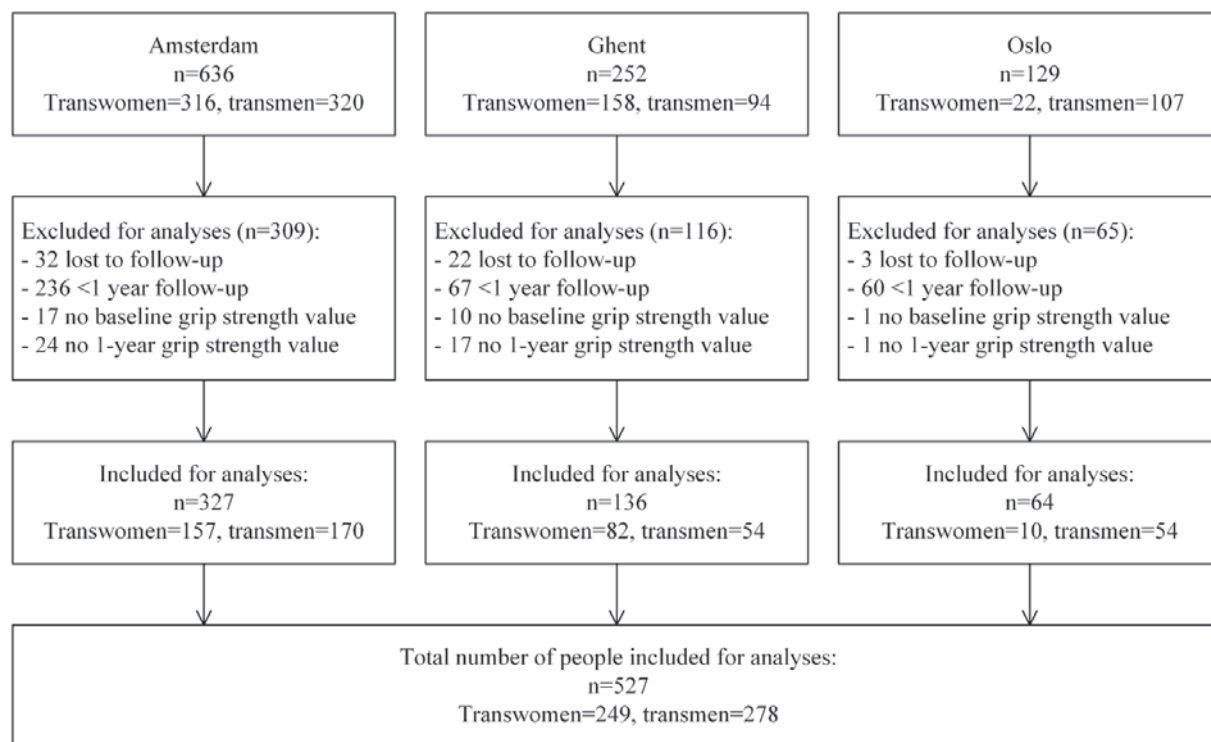 Amsterdam
n=636
Transwomen=316, transmen=320
Ghent
n=252
Transwomen=158, transmen=94
Oslo
n=129
Transwomen=22, transmen=107
Excluded for analyses (n=309):
- 32 lost to follow-up
- 236 <1 year follow-up
- 17 no baseline grip strength value
- 24 no 1-year grip strength value
Excluded for analyses (n=116):
- 22 lost to follow-up
- 67 <1 year follow-up
- 10 no baseline grip strength value
- 17 no 1-year grip strength value
Excluded for analyses (n=65):
- 3 lost to follow-up
- 60 <1 year follow-up
- 1 no baseline grip strength value
- 1 no 1-year grip strength value
Included for analyses:
n=327
Transwomen=157, transmen=170
Included for analyses:
n=136
Transwomen=82, transmen=54
Included for analyses:
n=64
Transwomen=10, transmen=54
Total number of people included for analyses:
n=527
Transwomen=249, transmen=278